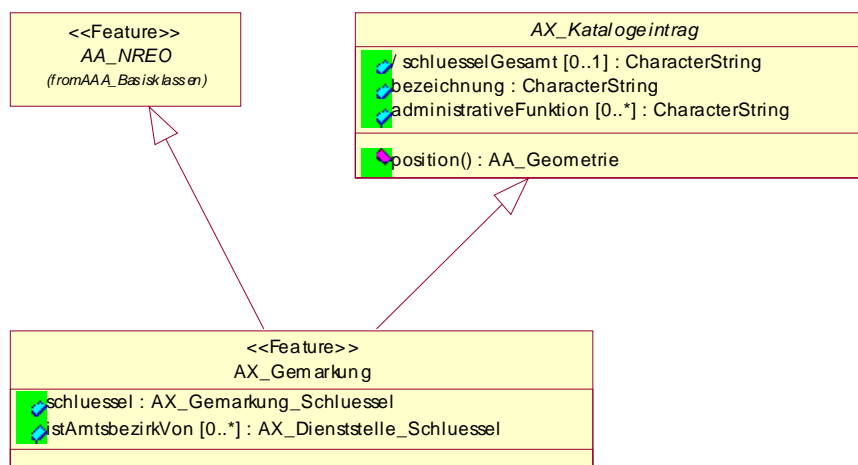 <<Feature>>
AA_NREO
(fromAAA_Basisklassen)
AX_Katalogeintrag
/ schluesselGesamt [0..1] : CharacterString
bezeichnung : CharacterString
administrativeFunktion [0..*] : CharacterString
position() : AA_Geometrie
<<Feature>>
AX_Gemarkung
schluessel : AX_Gemarkung_Schluessel
istAmtsbezirkVon [0..*] : AX_Dienststelle_Schluessel